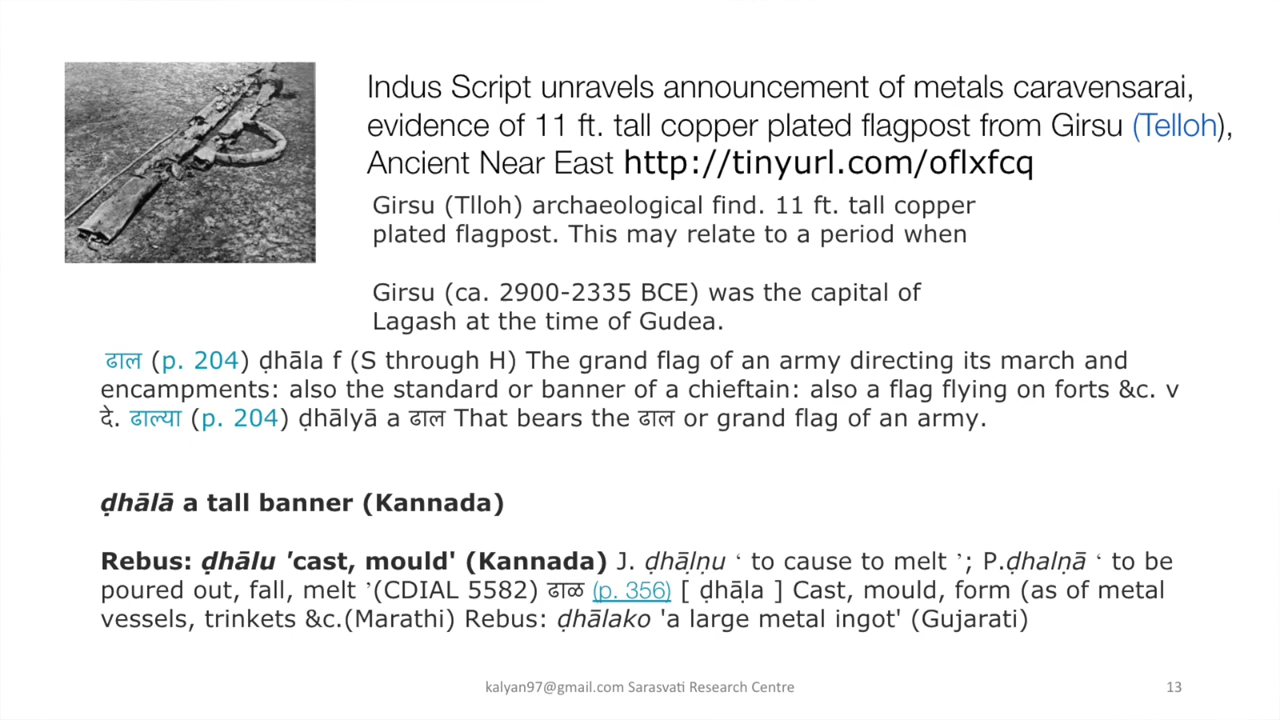 Indus Script unravels announcement of metals caravensarai,
evidence of 11 ft. tall copper plated flagpost from Girsu (Telloh),
Ancient Near East http://tinyurl.com/oflxfcq
Girsu (Tlloh) archaeological find. 11 ft. tall copper
plated flagpost. This may relate to a period when
Girsu (ca. 2900-2335 BCE) was the capital of
Lagash at the time of Gudea.
ढाल (p. 204) ḍhāla f (S through H) The grand flag of an army directing its march and
encampments: also the standard or banner of a chieftain: also a flag flying on forts &c. v
दे. ढाल्या (p. 204) ḍhālyā a ढाल That bears the ढाल or grand flag of an army.
ḍhālā a tall banner (Kannada)
Rebus: ḍhālu 'cast, mould' (Kannada) J. ḍhāḷṇu ʻ to cause to melt ʼ; P.ḍhalṇā ʻ to be
poured out, fall, melt ʼ(CDIAL 5582) ढाळ (p. 356) [ ḍhāḷa ] Cast, mould, form (as of metal
vessels, trinkets &c.(Marathi) Rebus: ḍhālako 'a large metal ingot' (Gujarati)
kalyan97@gmail.com Sarasvati Research Centre
13